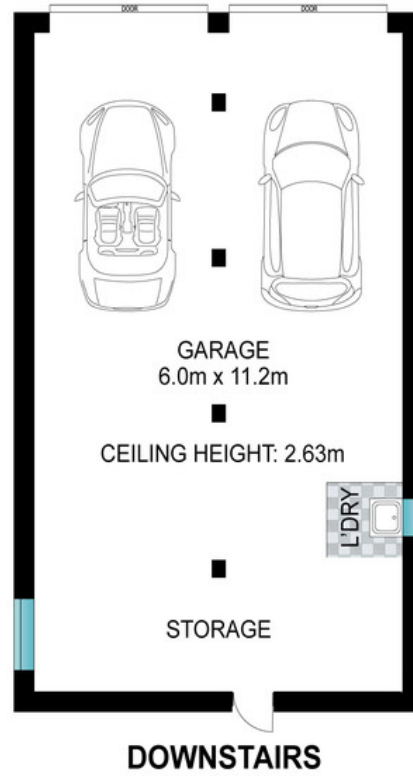 DOOR
DOOR
GARAGE
6.0m x 11.2m
CEILING HEIGHT: 2.63m
L'DRY
STORAGE
DOWNSTAIRS